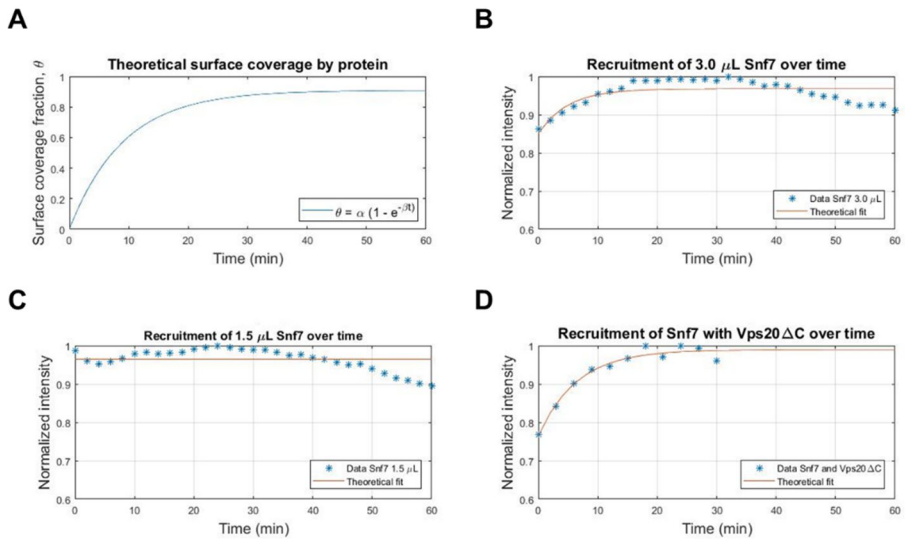 A
Theoretical surface coverage by protein
Surface coverage fraction, θ
1
0.8
0.6
0.4
0.2
0
0 10 20 30 40 50 60
Time (min)
θ = α (1 - e^-βt)
B
Recruitment of 3.0 μL Snf7 over time
Normalized intensity
1
0.9
0.8
0.7
0.6
0 10 20 30 40 50 60
Time (min)
Data Snf7 3.0 μL
Theoretical fit
C
Recruitment of 1.5 μL Snf7 over time
Normalized intensity
1
0.9
0.8
0.7
0.6
0 10 20 30 40 50 60
Time (min)
Data Snf7 1.5 μL
Theoretical fit
D
Recruitment of Snf7 with Vps20ΔC over time
Normalized intensity
1
0.9
0.8
0.7
0.6
0 10 20 30 40 50 60
Time (min)
Data Snf7 and Vps20ΔC
Theoretical fit